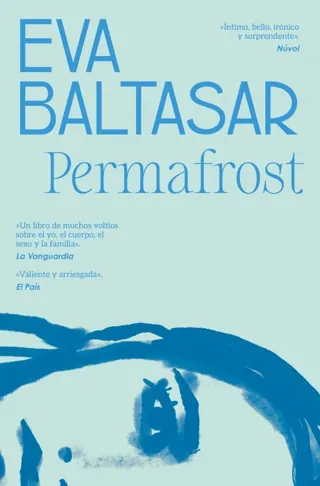 EVA
BALTASAR
Permafrost
«Íntimo, bello, irónico
y sorprendente».
Núvol
«Un libro de muchos voltios
sobre el yo, el cuerpo, el
sexo y la familia».
La Vanguardia
«Valiente y arriesgada».
El País